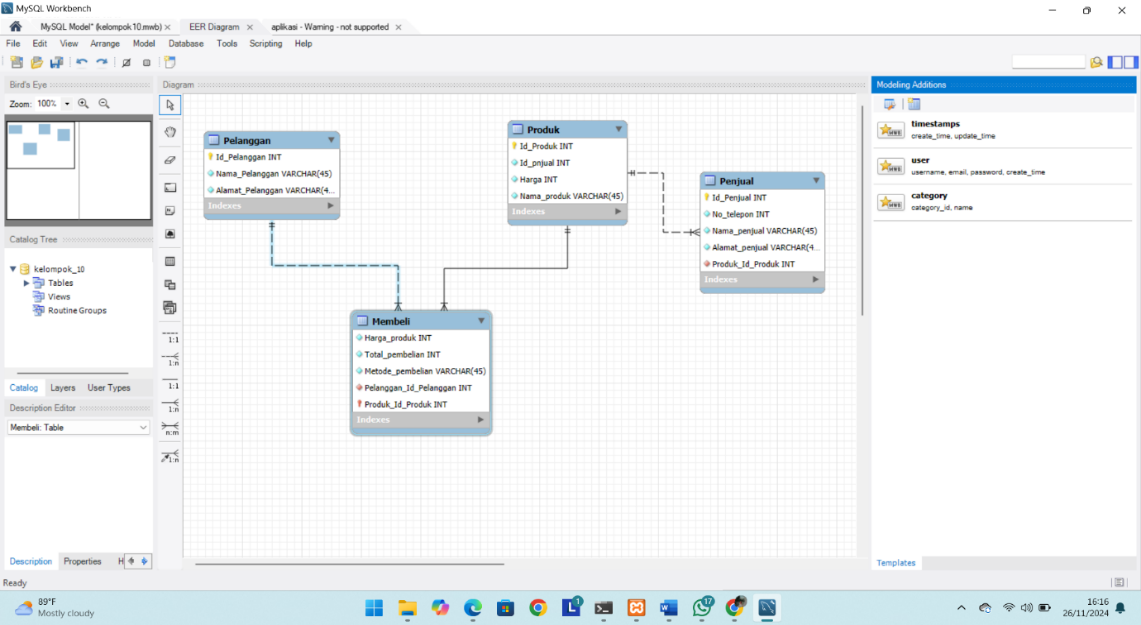 MySQL Workbench
MySQL Model* (kelompok 10.mwb) ×
EER Diagram ×
aplikasi - Warning - not supported ×
File Edit View Arrange Model Database Tools Scripting Help
Bird's Eye
Zoom: 100%
Diagram
Modeling Additions
timestamps
create_time, update_time
user
username, email, password, create_time
category
category_id, name
Pelanggan
Id_Pelanggan INT
Nama_Pelanggan VARCHAR(45)
Alamat_Pelanggan VARCHAR(4...
Indexes
Produk
Id_Produk INT
Id_pnjual INT
Harga INT
Nama_produk VARCHAR(45)
Indexes
Penjual
Id_Penjual INT
No_telepon INT
Nama_penjual VARCHAR(45)
Alamat_penjual VARCHAR(4...
Produk_Id_Produk INT
Indexes
Membeli
Harga_produk INT
Total_pembelian INT
Metode_pembelian VARCHAR(45)
Pelanggan_Id_Pelanggan INT
Produk_Id_Produk INT
Indexes
Catalog Tree
kelompok_10
Tables
Views
Routine Groups
Catalog Layers User Types
Description Editor
Membeli: Table
1:1
1:n
1:1
1:n
n:m
1:n
Description Properties H
Templates
Ready
89°F
Mostly cloudy
1
17
16:16
26/11/2024